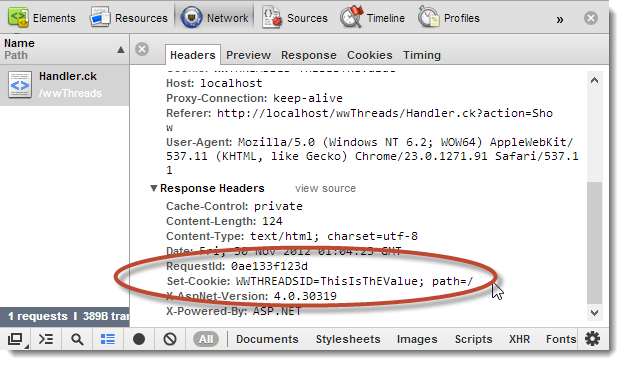 Elements Resources Network Sources Timeline Profiles »
Name
Path
Headers Preview Response Cookies Timing
Handler.ck
/wwThreads
Host: localhost
Proxy-Connection: keep-alive
Referer: http://localhost/wwThreads/Handler.ck?action=Sho
w
User-Agent: Mozilla/5.0 (Windows NT 6.2; WOW64) AppleWebKit/
537.11 (KHTML, like Gecko) Chrome/23.0.1271.91 Safari/537.1
1
Response Headers view source
Cache-Control: private
Content-Length: 124
Content-Type: text/html; charset=utf-8
Date: Fri, 30 Nov 2012 01:04:23 GMT
RequestId: 0ae133f123d
Set-Cookie: WWTHREADSID=ThisIsThEValue; path=/
X-AspNet-Version: 4.0.30319
X-Powered-By: ASP.NET
1 requests I 389B tran
All Documents Stylesheets Images Scripts XHR Fonts